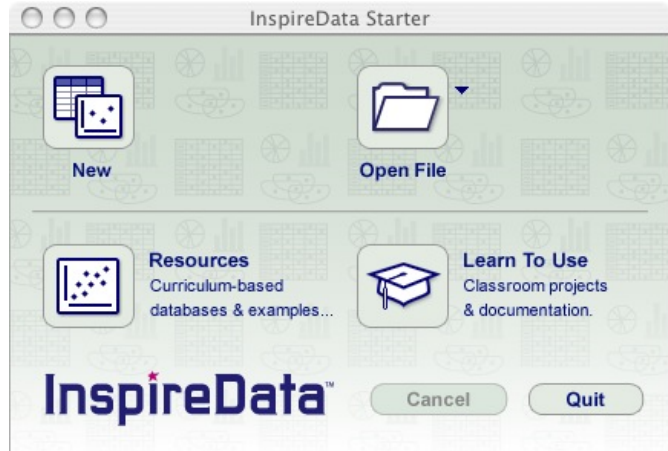 InspireData Starter
New
Open File
Resources
Curriculum-based
databases & examples...
Learn To Use
Classroom projects
& documentation.
InspireData™
Cancel
Quit